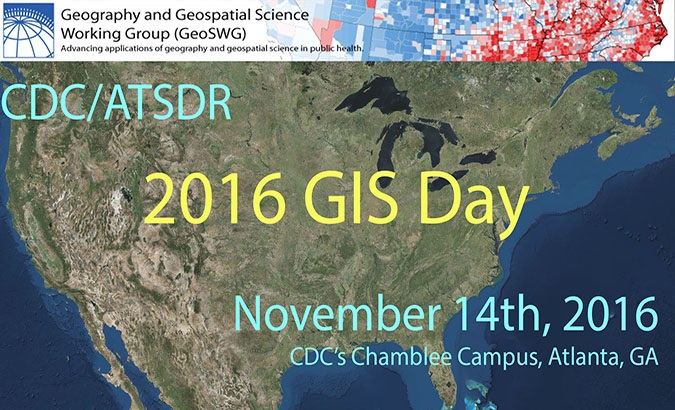 Geography and Geospatial Science
Working Group (GeoSWG)
Advancing applications of geography and geospatial science in public health.
CDC/ATSDR
2016 GIS Day
November 14th, 2016
CDC's Chamblee Campus, Atlanta, GA